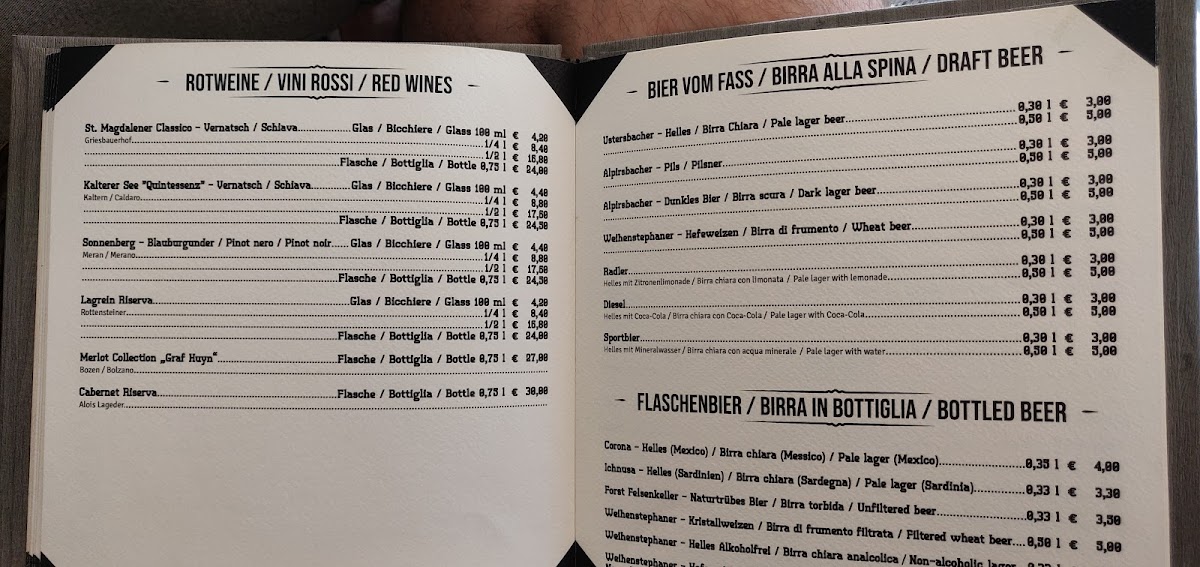 ROTWEINE / VINI ROSSI / RED WINES
St. Magdalener Classico - Vernatsch / Schiava Glas / Bicchiere / Glass 100 ml € 4,20
Griesbauerhof 1/4 l € 8,40
1/2 l € 16,80
Flasche / Bottiglia / Bottle 0,75 l € 24,00
Kalterer See "Quintessenz" - Vernatsch / Schiava Glas / Bicchiere / Glass 100 ml € 4,40
Kaltern / Caldaro 1/4 l € 8,80
1/2 l € 17,60
Flasche / Bottiglia / Bottle 0,75 l € 24,50
Sonnenberg - Blauburgunder / Pinot nero / Pinot noir Glas / Bicchiere / Glass 100 ml € 4,40
Meran / Merano 1/4 l € 8,80
1/2 l € 17,60
Flasche / Bottiglia / Bottle 0,75 l € 24,50
Lagrein Riserva Glas / Bicchiere / Glass 100 ml € 4,20
Rottensteiner 1/4 l € 8,40
1/2 l € 16,80
Flasche / Bottiglia / Bottle 0,75 l € 24,00
Merlot Collection „Graf Huyn“ Flasche / Bottiglia / Bottle 0,75 l € 27,00
Bozen / Bolzano
Cabernet Riserva Flasche / Bottiglia / Bottle 0,75 l € 30,00
Alois Lageder
BIER VOM FASS / BIRRA ALLA SPINA / DRAFT BEER
Ustersbacher - Helles / Birra Chiara / Pale lager beer 0,30 l € 3,00
0,50 l € 5,00
Alpirsbacher - Pils / Pilsner 0,30 l € 3,00
0,50 l € 5,00
Alpirsbacher - Dunkles Bier / Birra scura / Dark lager beer 0,30 l € 3,00
0,50 l € 5,00
Weihenstephaner - Hefeweizen / Birra di frumento / Wheat beer 0,30 l € 3,00
0,50 l € 5,00
Radler 0,30 l € 3,00
Helles mit Zitronenlimonade / Birra chiara con limonata / Pale lager with lemonade 0,50 l € 5,00
Diesel 0,30 l € 3,00
Helles mit Coca-Cola / Birra chiara con Coca-Cola / Pale lager with Coca-Cola 0,50 l € 5,00
Sportbier 0,30 l € 3,00
Helles mit Mineralwasser / Birra chiara con acqua minerale / Pale lager with water 0,50 l € 5,00
FLASCHENBIER / BIRRA IN BOTTIGLIA / BOTTLED BEER
Corona - Helles (Mexico) / Birra chiara (Messico) / Pale lager (Mexico) 0,35 l € 4,00
Ichnusa - Helles (Sardinien) / Birra chiara (Sardegna) / Pale lager (Sardinia) 0,33 l € 3,30
Forst Felsenkeller - Naturtrübes Bier / Birra torbida / Unfiltered beer 0,33 l € 3,50
Weihenstephaner - Kristallweizen / Birra di frumento filtrata / Filtered wheat beer 0,50 l € 5,00
Weihenstephaner - Helles Alkoholfrei / Birra chiara analcolica / Non-alcoholic lager
Weihenstephaner